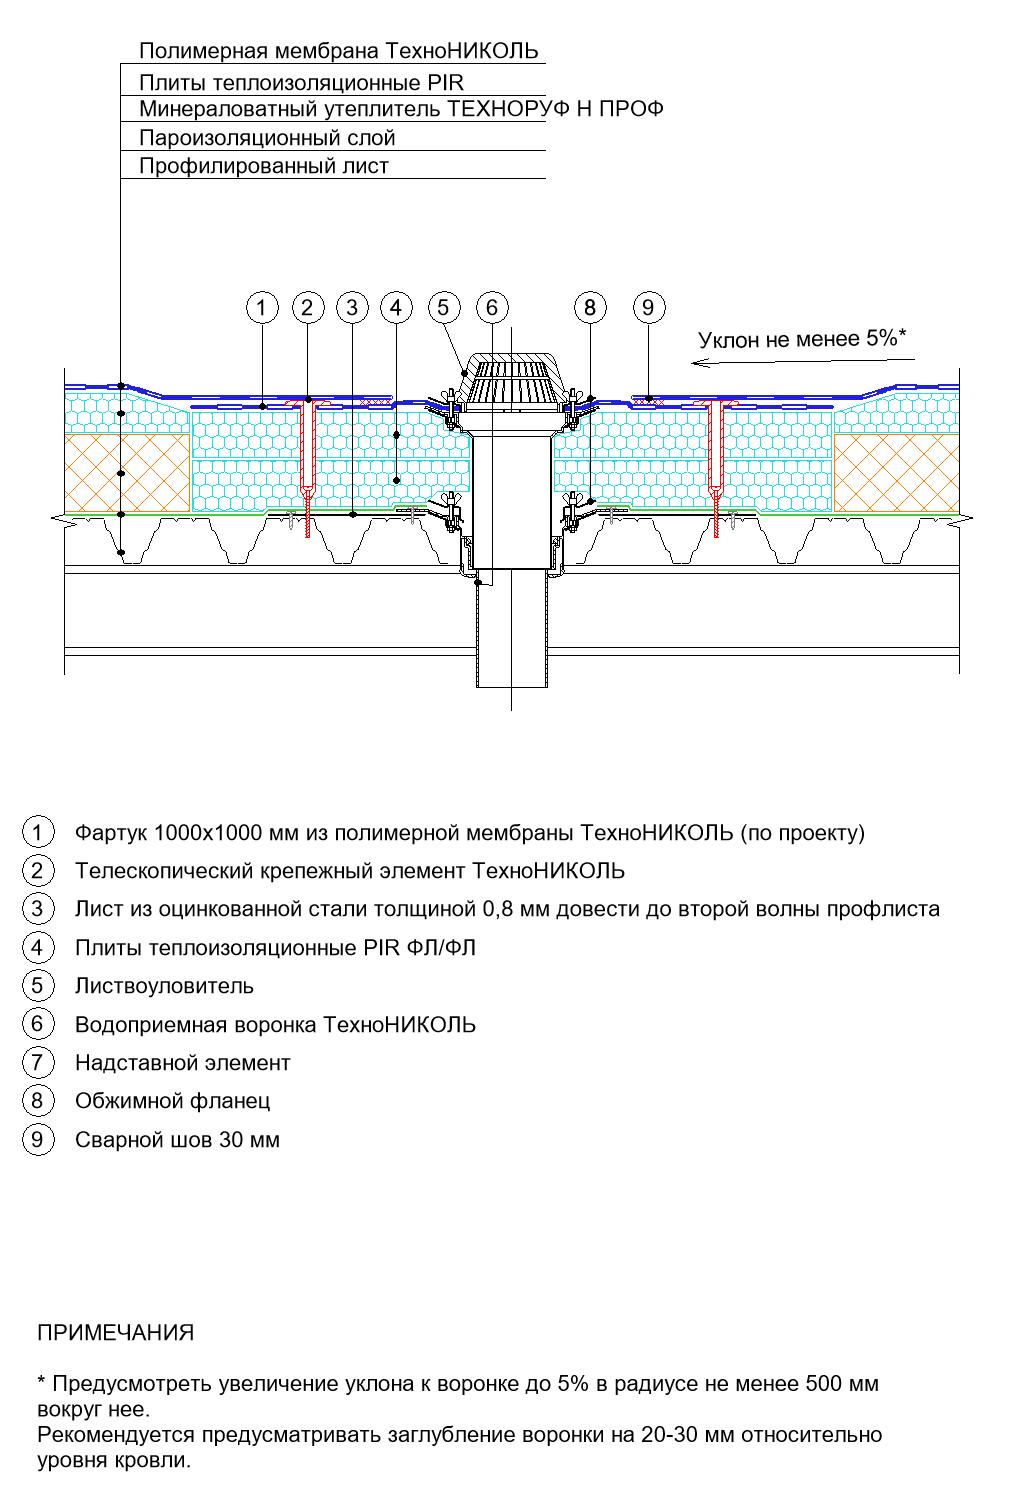 Полимерная мембрана ТехноНИКОЛЬ
Плиты теплоизоляционные PIR
Минераловатный утеплитель ТЕХНОРУФ Н ПРОФ
Пароизоляционный слой
Профилированный лист
1 2 3 4 5 6 8 9
Уклон не менее 5%*
1 Фартук 1000х1000 мм из полимерной мембраны ТехноНИКОЛЬ (по проекту)
2 Телескопический крепежный элемент ТехноНИКОЛЬ
3 Лист из оцинкованной стали толщиной 0,8 мм довести до второй волны профлиста
4 Плиты теплоизоляционные PIR ФЛ/ФЛ
5 Листвоуловитель
6 Водоприемная воронка ТехноНИКОЛЬ
7 Надставной элемент
8 Обжимной фланец
9 Сварной шов 30 мм
ПРИМЕЧАНИЯ
* Предусмотреть увеличение уклона к воронке до 5% в радиусе не менее 500 мм
вокруг нее.
Рекомендуется предусматривать заглубление воронки на 20-30 мм относительно
уровня кровли.